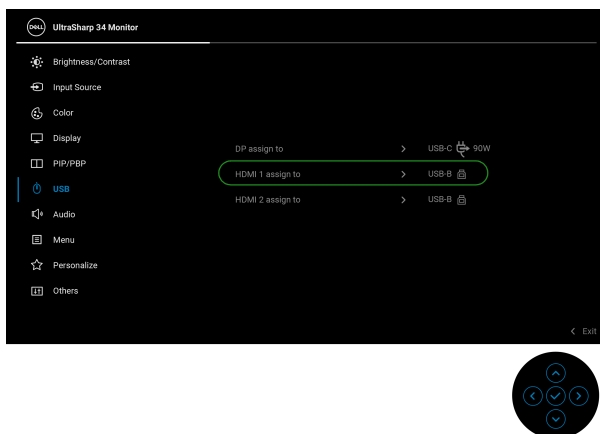 DELL UltraSharp 34 Monitor
Brightness/Contrast
Input Source
Color
Display
PIP/PBP
USB
Audio
Menu
Personalize
Others
DP assign to > USB-C 90W
HDMI 1 assign to > USB-B
HDMI 2 assign to > USB-B
< Exit